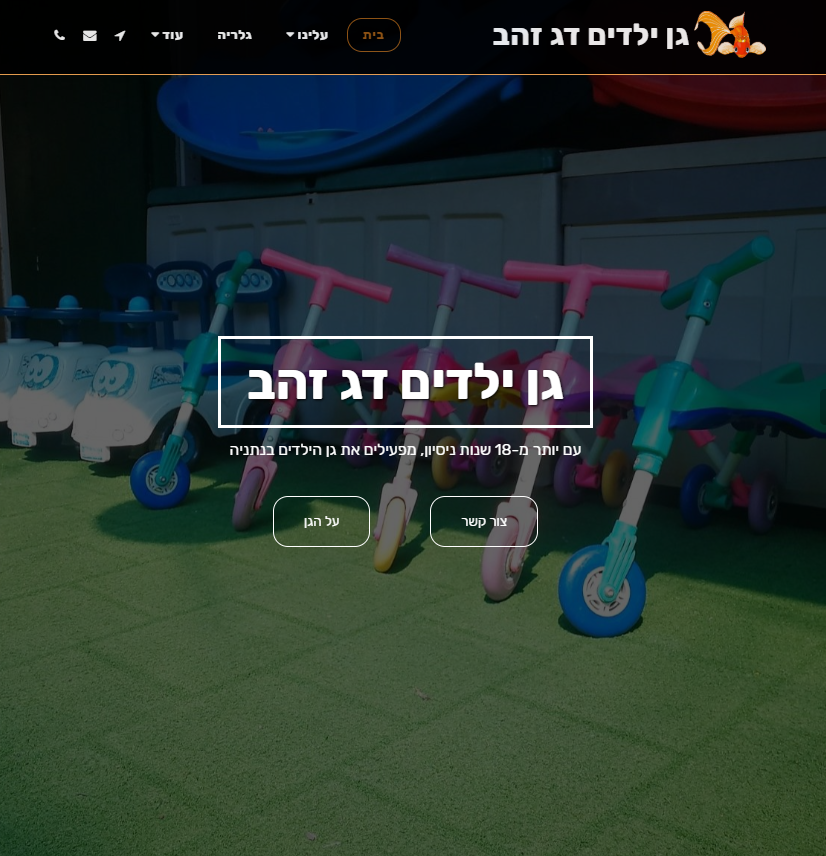 גן ילדים דג זהב
בית
עלינו
גלריה
עוד
גן ילדים דג זהב
עם יותר מ-18 שנות ניסיון, מפעילים את גן הילדים בנתניה
צור קשר
על הגן